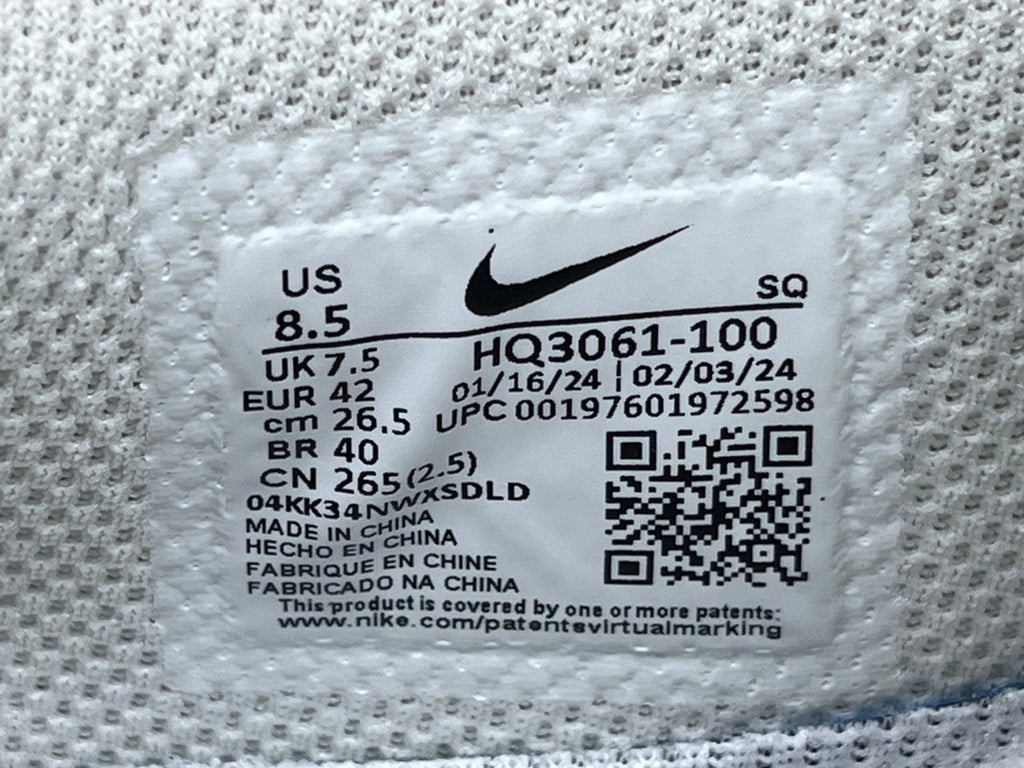 US
8.5
SQ
UK 7.5
HQ3061-100
EUR 42
01/16/24 | 02/03/24
cm 26.5
UPC 00197601972598
BR 40
CN 265 (2.5)
04KK34NWXSDLD
MADE IN CHINA
HECHO EN CHINA
FABRIQUE EN CHINE
FABRICADO NA CHINA
This product is covered by one or more patents:
www.nike.com/patentsvirtualmarking